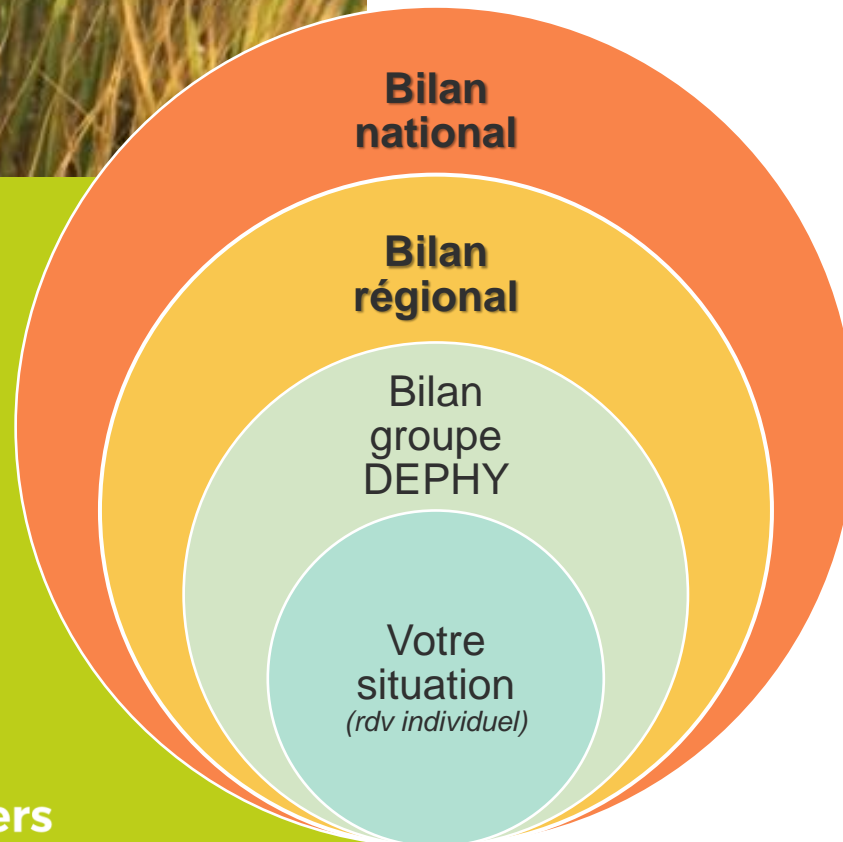 Bilan
national
Bilan
régional
Bilan
groupe
DEPHY
Votre
situation
(rdv individuel)
ers